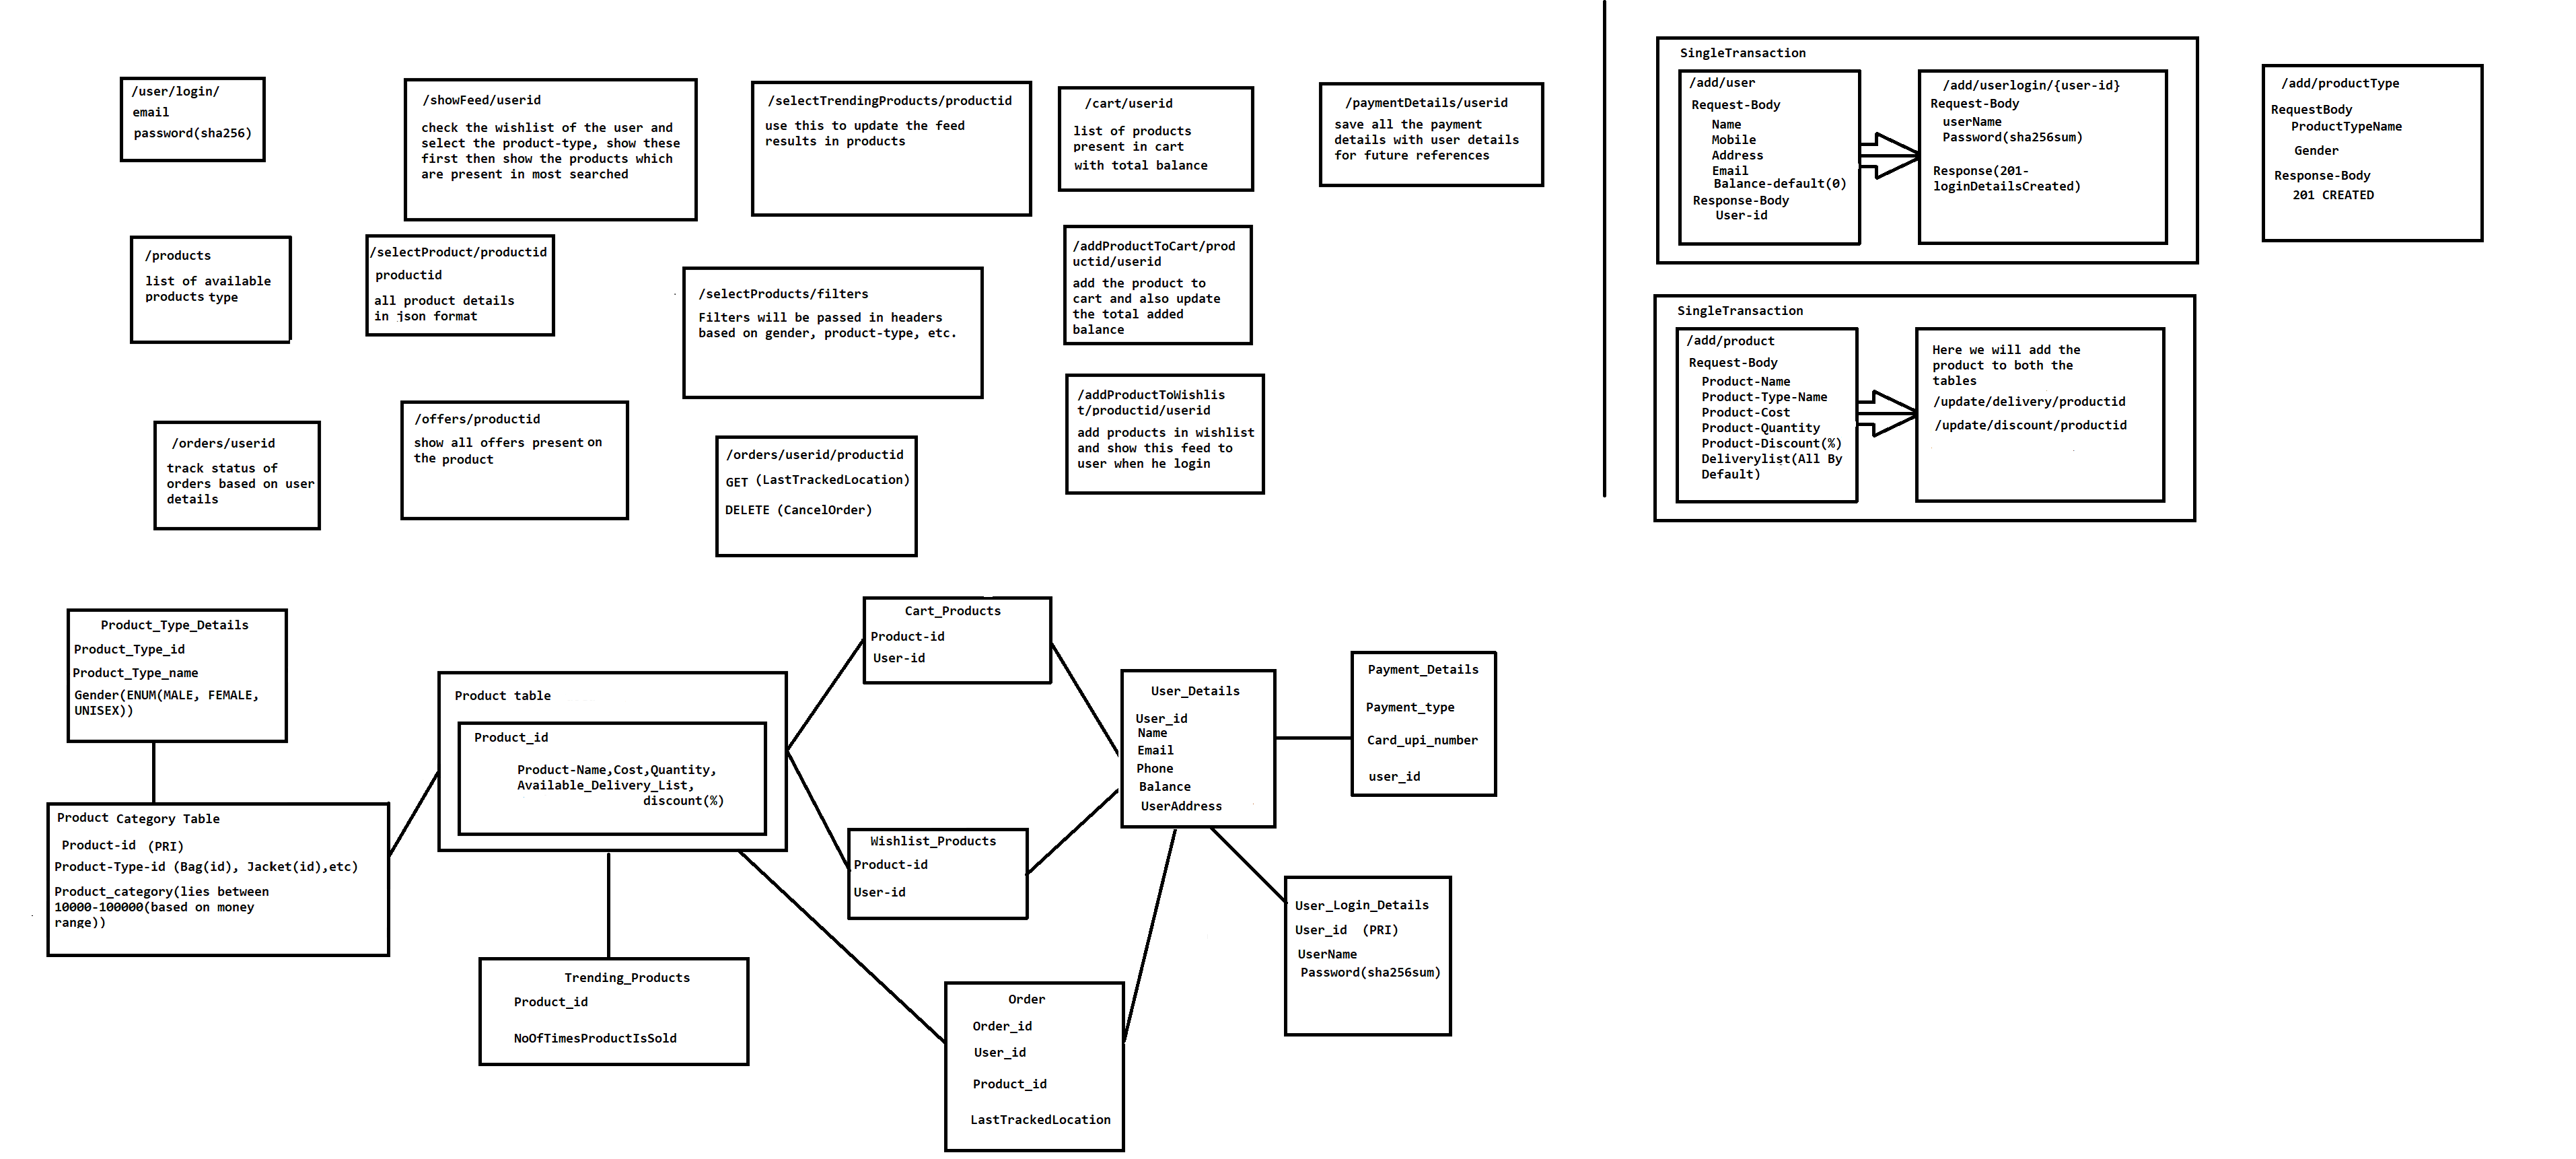 /user/login/
email
password(sha256)
/showFeed/userid
check the wishlist of the user and
select the product-type, show these
first then show the products which
are present in most searched
/selectTrendingProducts/productid
use this to update the feed
results in products
/cart/userid
list of products
present in cart
with total balance
/paymentDetails/userid
save all the payment
details with user details
for future references
/products
list of available
products type
/selectProduct/productid
productid
all product details
in json format
/selectProducts/filters
Filters will be passed in headers
based on gender, product-type, etc.
/addProductToCart/prod
uctid/userid
add the product to
cart and also update
the total added
balance
/orders/userid
track status of
orders based on user
details
/offers/productid
show all offers present on
the product
/orders/userid/productid
GET (LastTrackedLocation)
DELETE (CancelOrder)
/addProductToWishlis
t/productid/userid
add products in wishlist
and show this feed to
user when he login
SingleTransaction
/add/user
Request-Body
Name
Mobile
Address
Email
Balance-default(0)
Response-Body
User-id
/add/userlogin/{user-id}
Request-Body
userName
Password(sha256sum)
Response(201-
loginDetailsCreated)
/add/productType
RequestBody
ProductTypeName
Gender
Response-Body
201 CREATED
SingleTransaction
/add/product
Request-Body
Product-Name
Product-Type-Name
Product-Cost
Product-Quantity
Product-Discount(%)
Deliverylist(All By
Default)
Here we will add the
product to both the
tables
/update/delivery/productid
/update/discount/productid
Product_Type_Details
Product_Type_id
Product_Type_name
Gender(ENUM(MALE, FEMALE,
UNISEX))
Product Category Table
Product-id (PRI)
Product-Type-id (Bag(id), Jacket(id),etc)
Product_category(lies between
10000-100000(based on money
range))
Product table
Product_id
Product-Name,Cost,Quantity,
Available_Delivery_List,
discount(%)
Trending_Products
Product_id
NoOfTimesProductIsSold
Cart_Products
Product-id
User-id
Wishlist_Products
Product-id
User-id
Order
Order_id
User_id
Product_id
LastTrackedLocation
User_Details
User_id
Name
Email
Phone
Balance
UserAddress
Payment_Details
Payment_type
Card_upi_number
user_id
User_Login_Details
User_id (PRI)
UserName
Password(sha256sum)